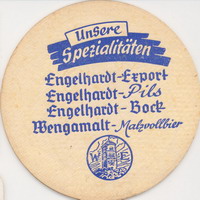 Unsere
Spezialitäten
Engelhardt-Export
Engelhardt-Pils
Engelhardt-Bock
Wengamalt-Malzvollbier
W E